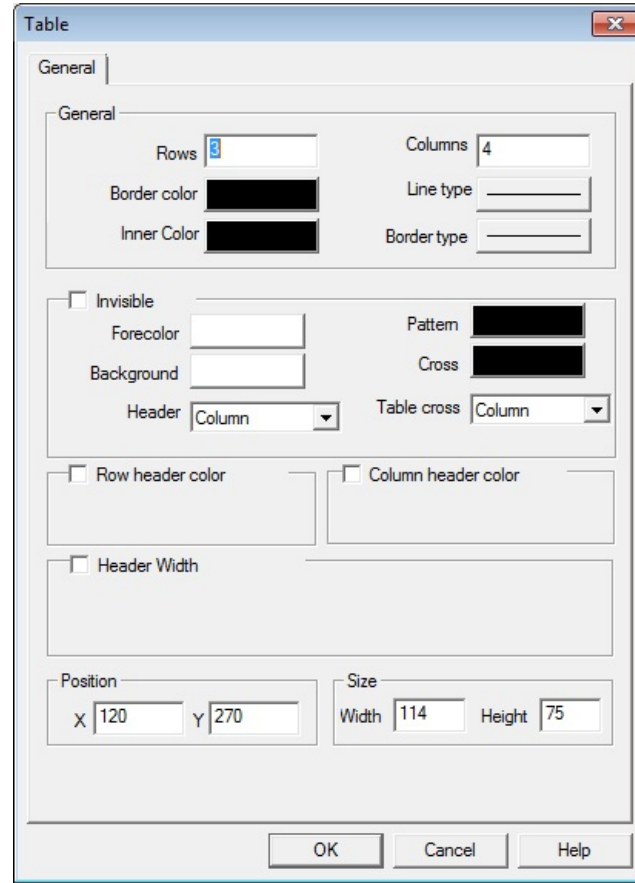 Table
General
General
Rows 3 Columns 4
Border color Line type
Inner Color Border type
Invisible
Forecolor Pattern
Background Cross
Header Column Table cross Column
Row header color Column header color
Header Width
Position Size
X 120 Y 270 Width 114 Height 75
OK Cancel Help